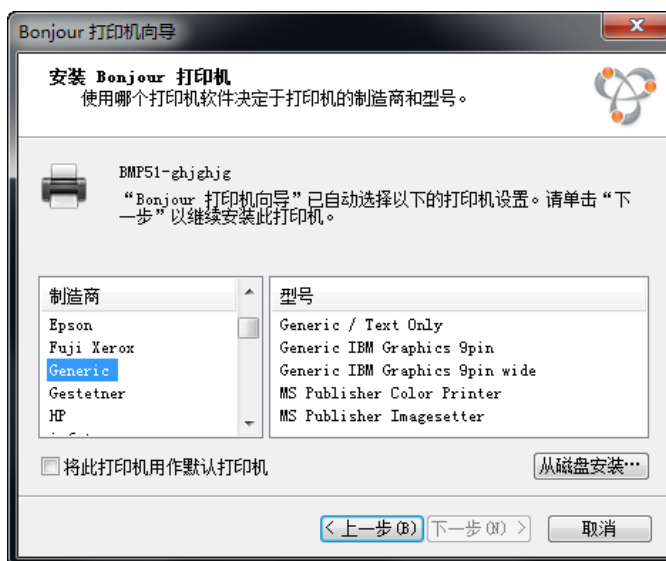 Bonjour 打印机向导
安装 Bonjour 打印机
使用哪个打印机软件决定于打印机的制造商和型号。
BMP51-ghjghjg
“Bonjour 打印机向导”已自动选择以下的打印机设置。请单击“下
一步”以继续安装此打印机。
制造商
Epson
Fuji Xerox
Generic
Gestetner
HP
型号
Generic / Text Only
Generic IBM Graphics 9pin
Generic IBM Graphics 9pin wide
MS Publisher Color Printer
MS Publisher Imagesetter
将此打印机用作默认打印机
从磁盘安装…
< 上一步(B)
下一步(N) >
取消